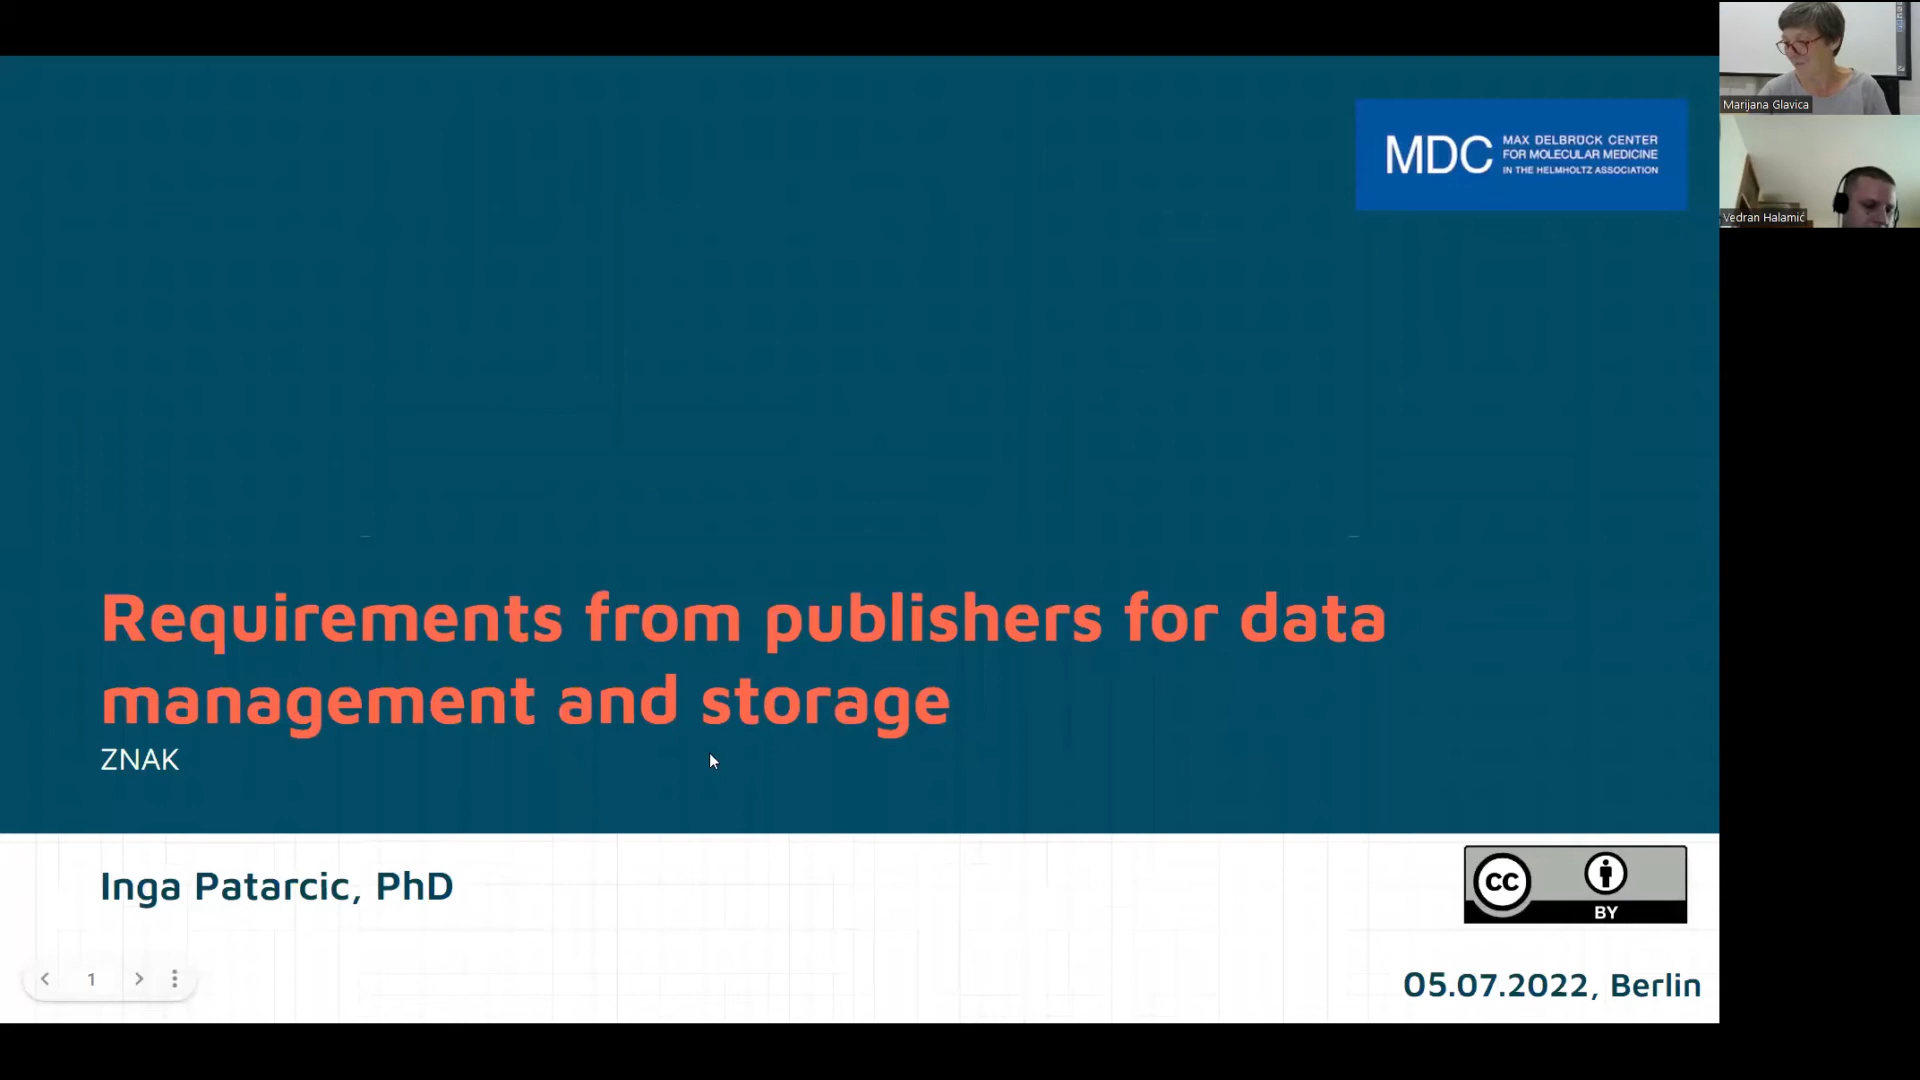 MDC
MAX DELBRÜCK CENTER
FOR MOLECULAR MEDICINE
IN THE HELMHOLTZ ASSOCIATION
Marijana Glavica
Vedran Halamić
Requirements from publishers for data
management and storage
ZNAK
Inga Patarcic, PhD
CC
BY
1
05.07.2022, Berlin